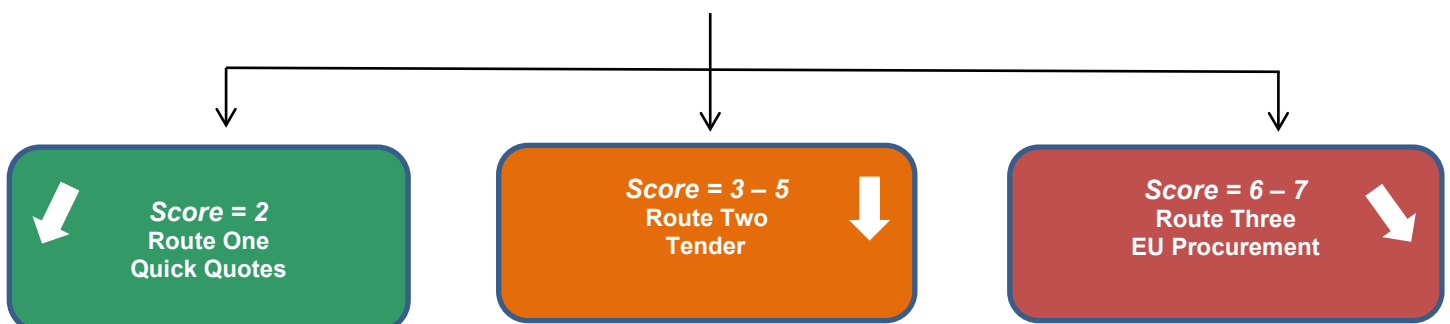 Score = 2
Route One
Quick Quotes
Score = 3 – 5
Route Two
Tender
Score = 6 – 7
Route Three
EU Procurement